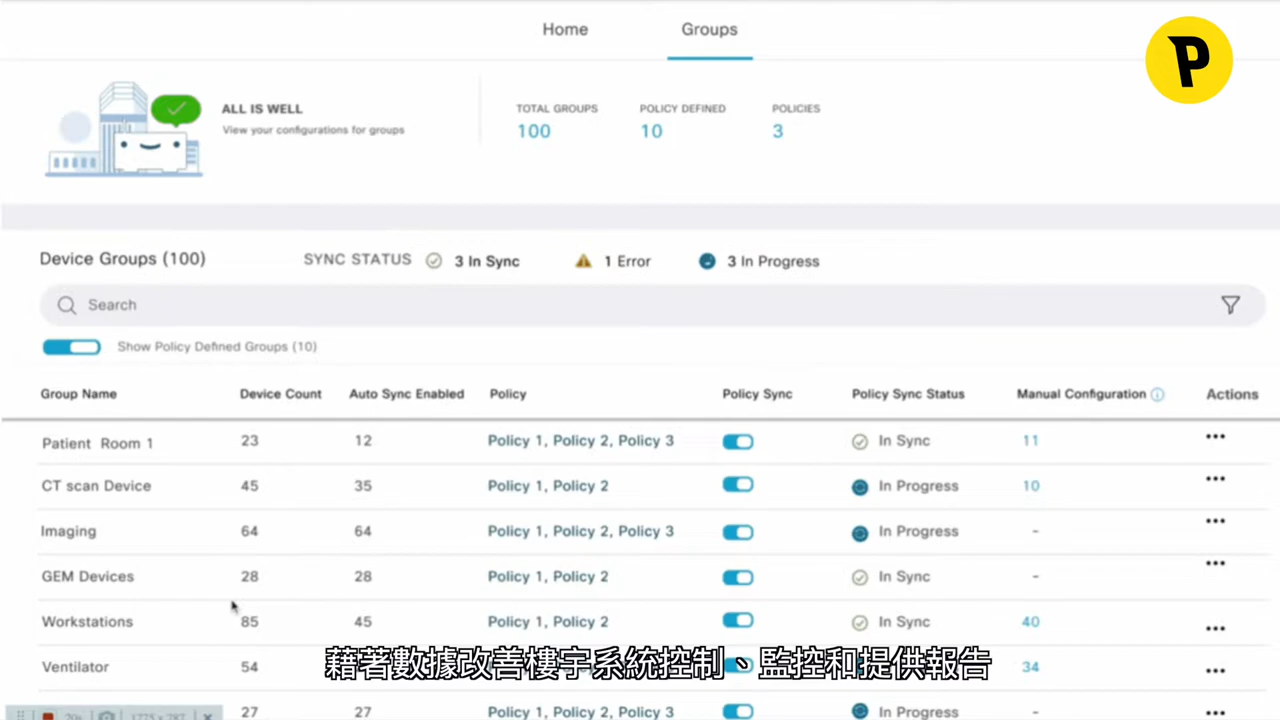 Home Groups
P
ALL IS WELL
View your configurations for groups
TOTAL GROUPS POLICY DEFINED POLICIES
100 10 3
Device Groups (100) SYNC STATUS 3 In Sync 1 Error 3 In Progress
Search
Show Policy Defined Groups (10)
Group Name Device Count Auto Sync Enabled Policy Policy Sync Policy Sync Status Manual Configuration Actions
Patient Room 1 23 12 Policy 1, Policy 2, Policy 3 In Sync 11
CT scan Device 45 35 Policy 1, Policy 2 In Progress 10
Imaging 64 64 Policy 1, Policy 2, Policy 3 In Progress -
GEM Devices 28 28 Policy 1, Policy 2 In Sync -
Workstations 85 45 Policy 1, Policy 2 In Sync 40
Ventilator 54 34
藉著數據改善樓宇系統控制、監控和提供報告
27 27 Policy 1, Policy 2, Policy 3 In Progress -